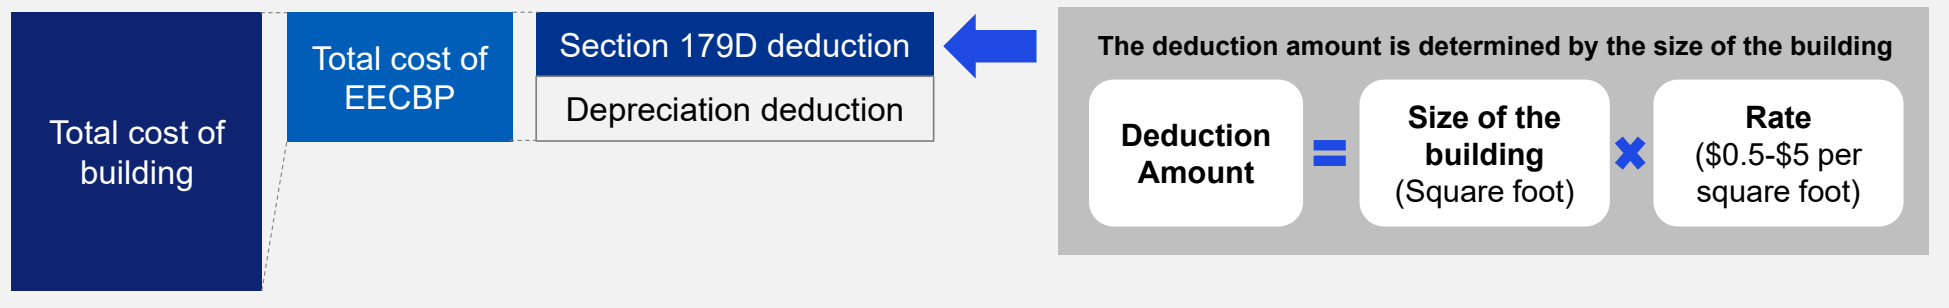 Total cost of
building
Total cost of
EECBP
Section 179D deduction
Depreciation deduction
The deduction amount is determined by the size of the building
Deduction
Amount
=
Size of the
building
(Square foot)
×
Rate
($0.5-$5 per
square foot)